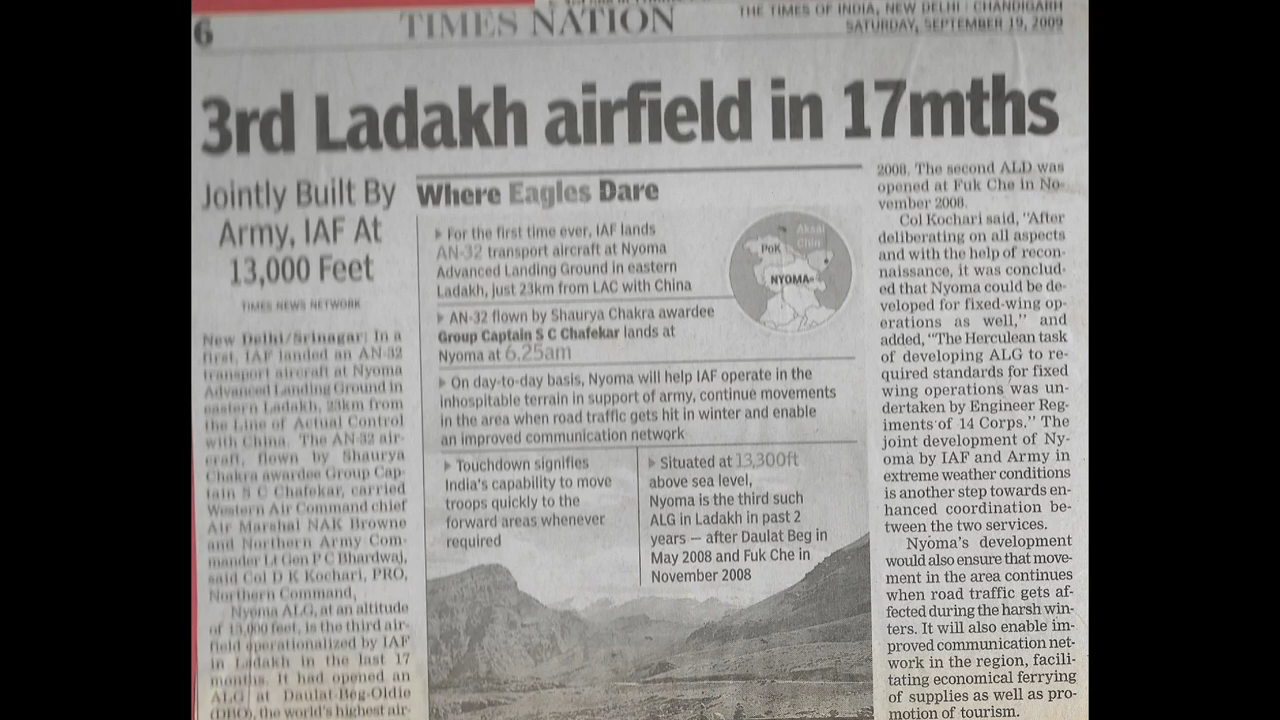 6
TIMES NATION
THE TIMES OF INDIA, NEW DELHI / CHANDIGARH
SATURDAY, SEPTEMBER 19, 2009
3rd Ladakh airfield in 17mths
Jointly Built By
Army, IAF At
13,000 Feet
TIMES NEWS NETWORK
New Delhi/Srinagar: In a
first, IAF landed an AN-32
transport aircraft at Nyoma
Advanced Landing Ground in
eastern Ladakh, 23km from
the Line of Actual Control
with China. The AN-32 air-
craft, flown by Shaurya
Chakra awardee Group Cap-
tain S C Chafekar, carried
Western Air Command chief
Air Marshal NAK Browne
and Northern Army Com-
mander Lt Gen P C Bhardwaj,
said Col D K Kochari, PRO,
Northern Command,
Nyoma ALG, at an altitude
of 13,000 feet, is the third air-
field operationalized by IAF
in Ladakh in the last 17
months. It had opened an
ALG at Daulat-Beg-Oldie
(DBO), the world's highest air-
Where Eagles Dare
For the first time ever, IAF lands
AN-32 transport aircraft at Nyoma
Advanced Landing Ground in eastern
Ladakh, just 23km from LAC with China
AN-32 flown by Shaurya Chakra awardee
Group Captain S C Chafekar lands at
Nyoma at 6.25am
Aksai
Chin
PoK
NYOMA
On day-to-day basis, Nyoma will help IAF operate in the
inhospitable terrain in support of army, continue movements
in the area when road traffic gets hit in winter and enable
an improved communication network
Touchdown signifies
India's capability to move
troops quickly to the
forward areas whenever
required
Situated at 13,300ft
above sea level,
Nyoma is the third such
ALG in Ladakh in past 2
years — after Daulat Beg in
May 2008 and Fuk Che in
November 2008
2008. The second ALD was
opened at Fuk Che in No-
vember 2008.
Col Kochari said, "After
deliberating on all aspects
and with the help of recon-
naissance, it was conclud-
ed that Nyoma could be de-
veloped for fixed-wing op-
erations as well," and
added, "The Herculean task
of developing ALG to re-
quired standards for fixed
wing operations was un-
dertaken by Engineer Reg-
iments of 14 Corps." The
joint development of Ny-
oma by IAF and Army in
extreme weather conditions
is another step towards en-
hanced coordination be-
tween the two services.
Nyoma's development
would also ensure that move-
ment in the area continues
when road traffic gets af-
fected during the harsh win-
ters. It will also enable im-
proved communication net-
work in the region, facili-
tating economical ferrying
of supplies as well as pro-
motion of tourism.